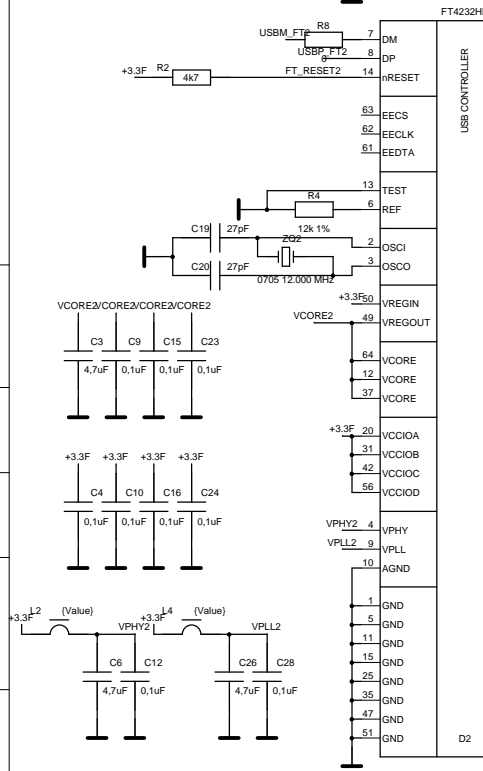 FT4232H
USB CONTROLLER
R8
USBM_FT2
7 DM
USBP_FT2
8 DP
R2
+3.3F
4k7
FT_RESET2
14 nRESET
63 EECS
62 EECLK
61 EEDTA
13 TEST
R4
6 REF
12k 1%
C19
27pF
ZQ2
2 OSCI
3 OSCO
C20
27pF
0705 12.000 MHz
+3.3F
50 VREGIN
VCORE2
49 VREGOUT
VCORE2
VCORE2
VCORE2
VCORE2
C3
C9
C15
C23
4,7uF
0,1uF
0,1uF
0,1uF
64 VCORE
12 VCORE
37 VCORE
+3.3F
20 VCCIOA
31 VCCIOB
42 VCCIOC
56 VCCIOD
+3.3F
+3.3F
+3.3F
+3.3F
C4
C10
C16
C24
0,1uF
0,1uF
0,1uF
0,1uF
VPHY2
4 VPHY
VPLL2
9 VPLL
10 AGND
1 GND
5 GND
11 GND
15 GND
25 GND
35 GND
47 GND
51 GND
L2
{Value}
+3.3F
VPHY2
L4
{Value}
+3.3F
VPLL2
C6
C12
C26
C28
4,7uF
0,1uF
4,7uF
0,1uF
D2